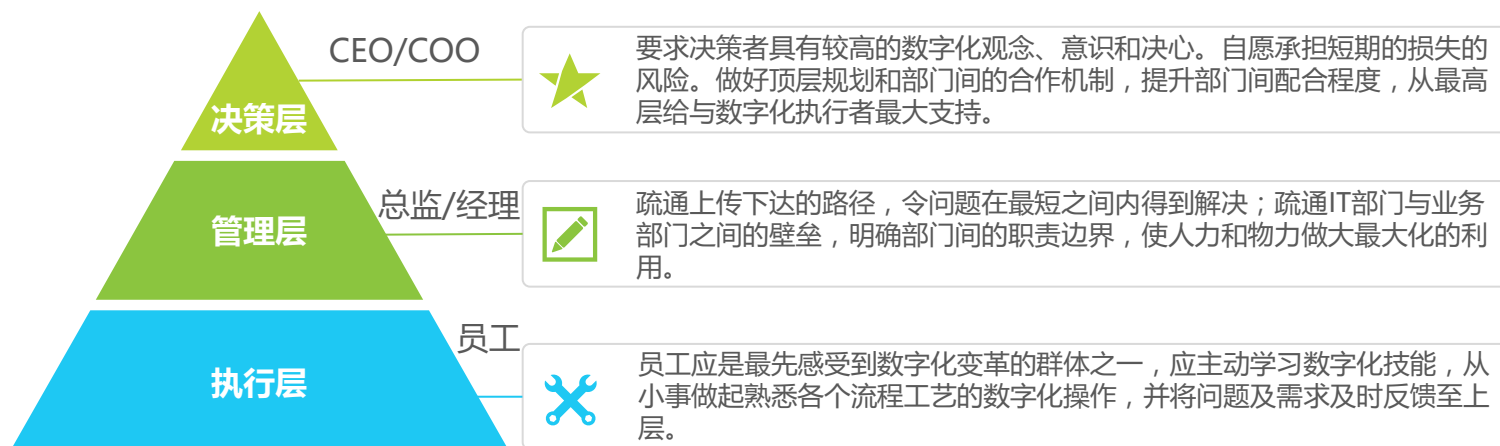 CEO/COO
要求决策者具有较高的数字化观念、意识和决心。自愿承担短期的损失的
风险。做好顶层规划和部门间的合作机制，提升部门间配合程度，从最高
层给与数字化执行者最大支持。
决策层
总监/经理
疏通上传下达的路径，令问题在最短之间内得到解决；疏通IT部门与业务
部门之间的壁垒，明确部门间的职责边界，使人力和物力做大最大化的利
用。
管理层
员工
员工应是最先感受到数字化变革的群体之一，应主动学习数字化技能，从
小事做起熟悉各个流程工艺的数字化操作，并将问题及需求及时反馈至上
层。
执行层